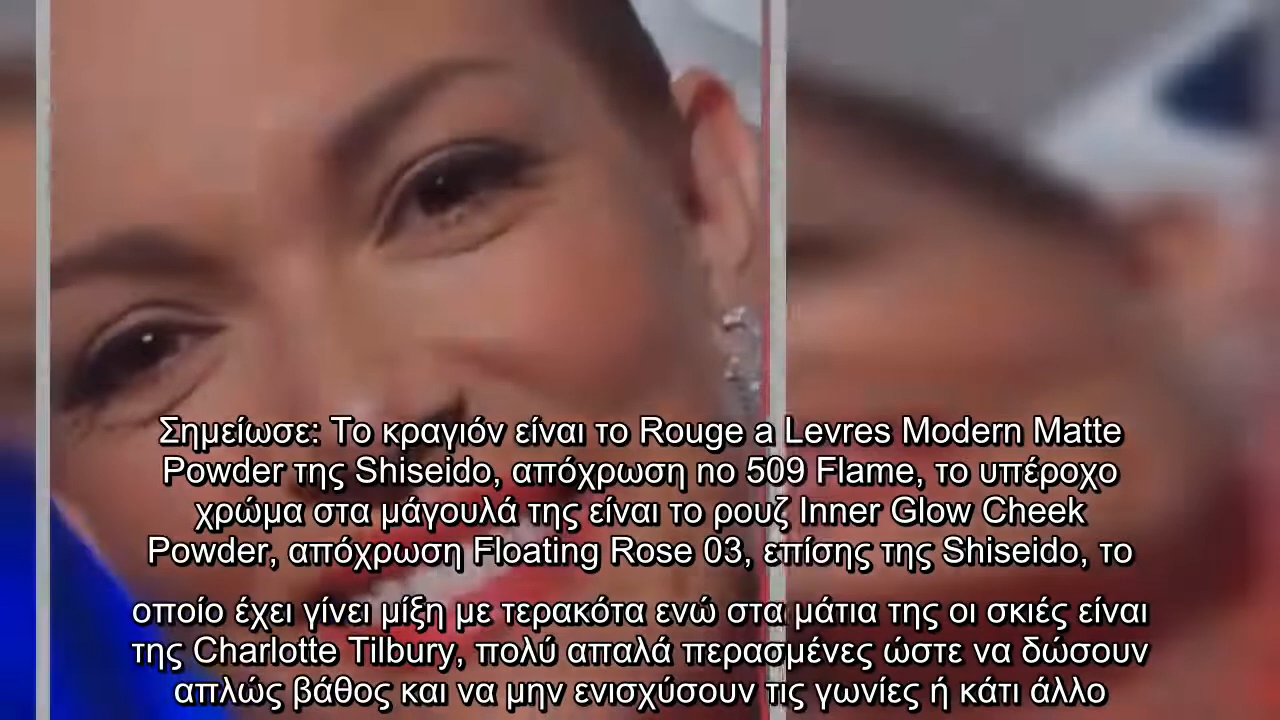 Σημείωσε: Το κραγιόν είναι το Rouge a Levres Modern Matte
Powder της Shiseido, απόχρωση no 509 Flame, το υπέροχο
χρώμα στα μάγουλά της είναι το ρουζ Inner Glow Cheek
Powder, απόχρωση Floating Rose 03, επίσης της Shiseido, το
οποίο έχει γίνει μίξη με τερακότα ενώ στα μάτια της οι σκιές είναι
της Charlotte Tilbury, πολύ απαλά περασμένες ώστε να δώσουν
απλώς βάθος και να μην ενισχύσουν τις γωνίες ή κάτι άλλο